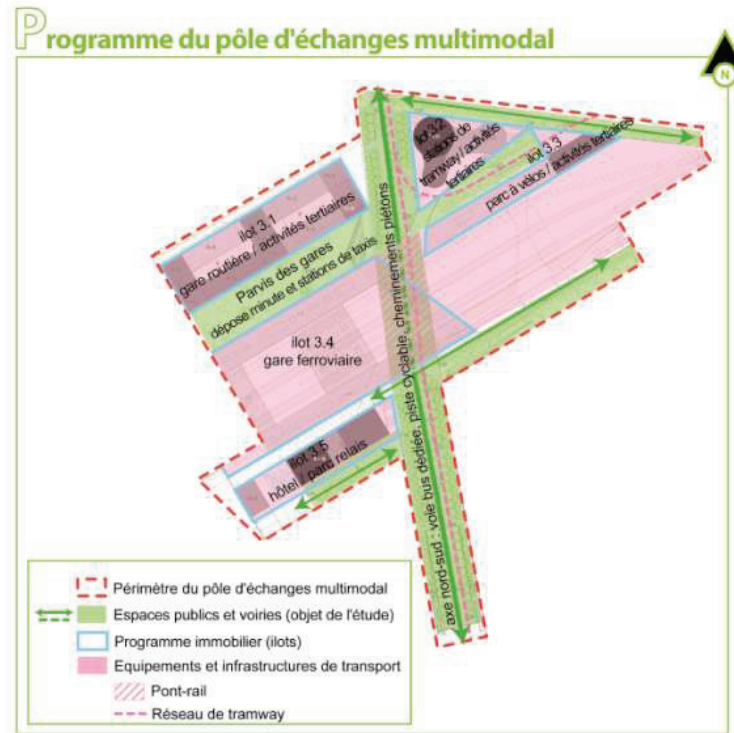 Programme du pôle d'échanges multimodal
N
ilot 3.2
stations de
tramway / activités
tertiaires
ilot 3.3
parc à vélos / activités tertiaires
ilot 3.1
gare routière / activités tertiaires
Parvis des gares
dépose minute et stations de taxis
axe nord-sud : voie bus dédiée, piste cyclable, cheminements piétons
ilot 3.4
gare ferroviaire
ilot 3.5
hôtel / parc relais
Périmètre du pôle d'échanges multimodal
Espaces publics et voiries (objet de l'étude)
Programme immobilier (ilots)
Equipements et infrastructures de transport
Pont-rail
Réseau de tramway